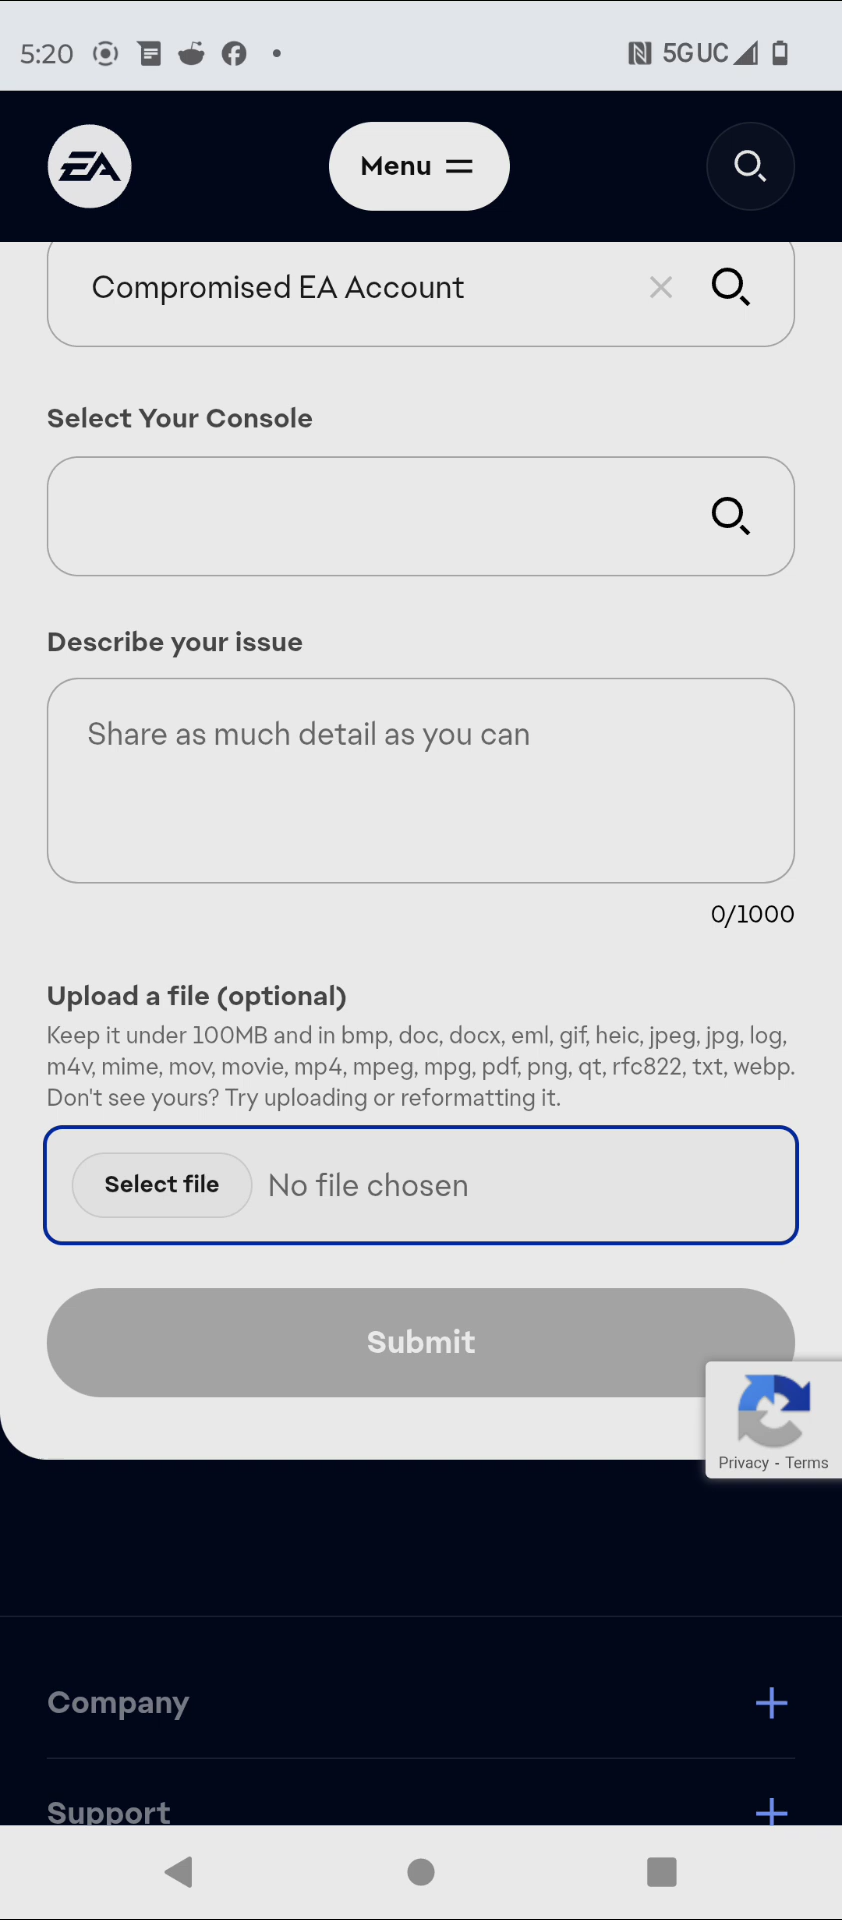 5:20
5G UC
EA
Menu
Compromised EA Account
Select Your Console
Describe your issue
Share as much detail as you can
0/1000
Upload a file (optional)
Keep it under 100MB and in bmp, doc, docx, eml, gif, heic, jpeg, jpg, log,
m4v, mime, mov, movie, mp4, mpeg, mpg, pdf, png, qt, rfc822, txt, webp.
Don't see yours? Try uploading or reformatting it.
Select file
No file chosen
Submit
Privacy - Terms
Company
Support